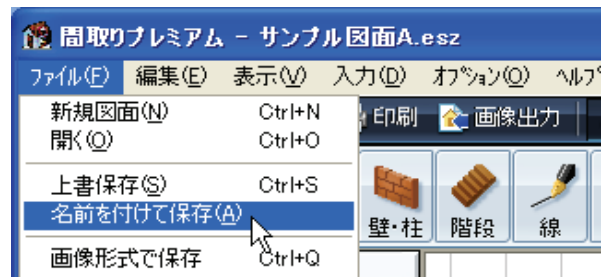 間取りプレミアム - サンプル図面A.esz
ファイル(F) 編集(E) 表示(V) 入力(D) オプション(O) ヘルプ
新規図面(N) Ctrl+N
開く(O) Ctrl+O
印刷 画像出力
上書保存(S) Ctrl+S
名前を付けて保存(A)
画像形式で保存 Ctrl+Q
壁・柱 階段 線